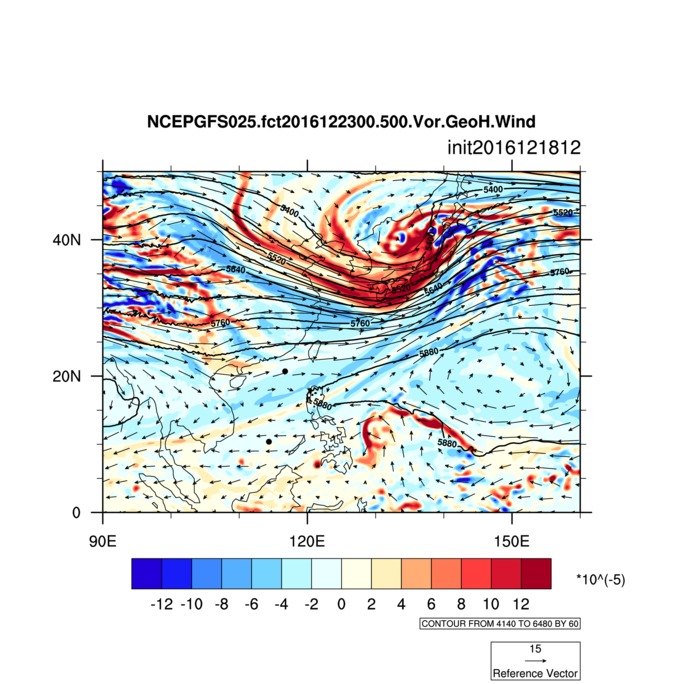 NCEPGFS025.fct2016122300.500.Vor.GeoH.Wind
init2016121812
5400
5400
5520
40N
5520
5640
5760
5520
5640
5760
5760
5880
20N
5880
5880
0
90E 120E 150E
-12 -10 -8 -6 -4 -2 0 2 4 6 8 10 12 *10^(-5)
CONTOUR FROM 4140 TO 6480 BY 60
15
Reference Vector